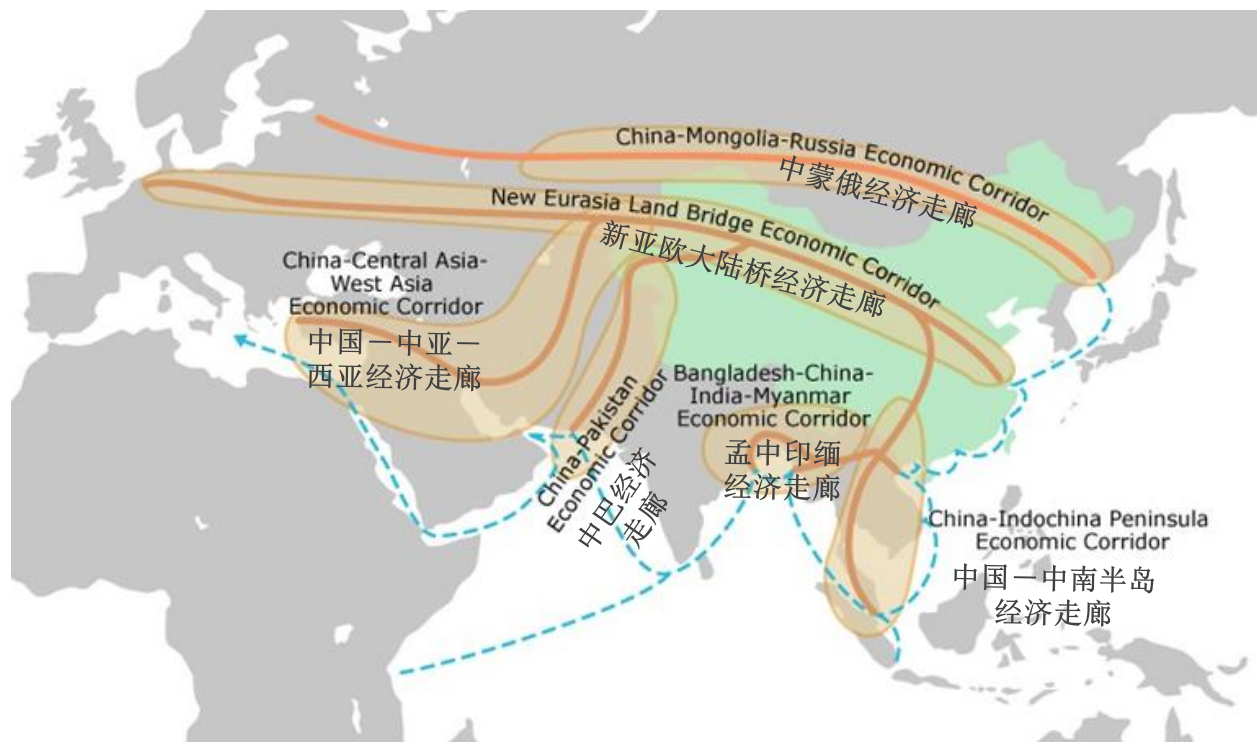 China-Mongolia-Russia Economic Corridor
中蒙俄经济走廊
New Eurasia Land Bridge Economic Corridor
新亚欧大陆桥经济走廊
China-Central Asia-
West Asia
Economic Corridor
中国－中亚－
西亚经济走廊
China-Pakistan
Economic Corridor
中巴经济
走廊
Bangladesh-China-
India-Myanmar
Economic Corridor
孟中印缅
经济走廊
China-Indochina Peninsula
Economic Corridor
中国－中南半岛
经济走廊